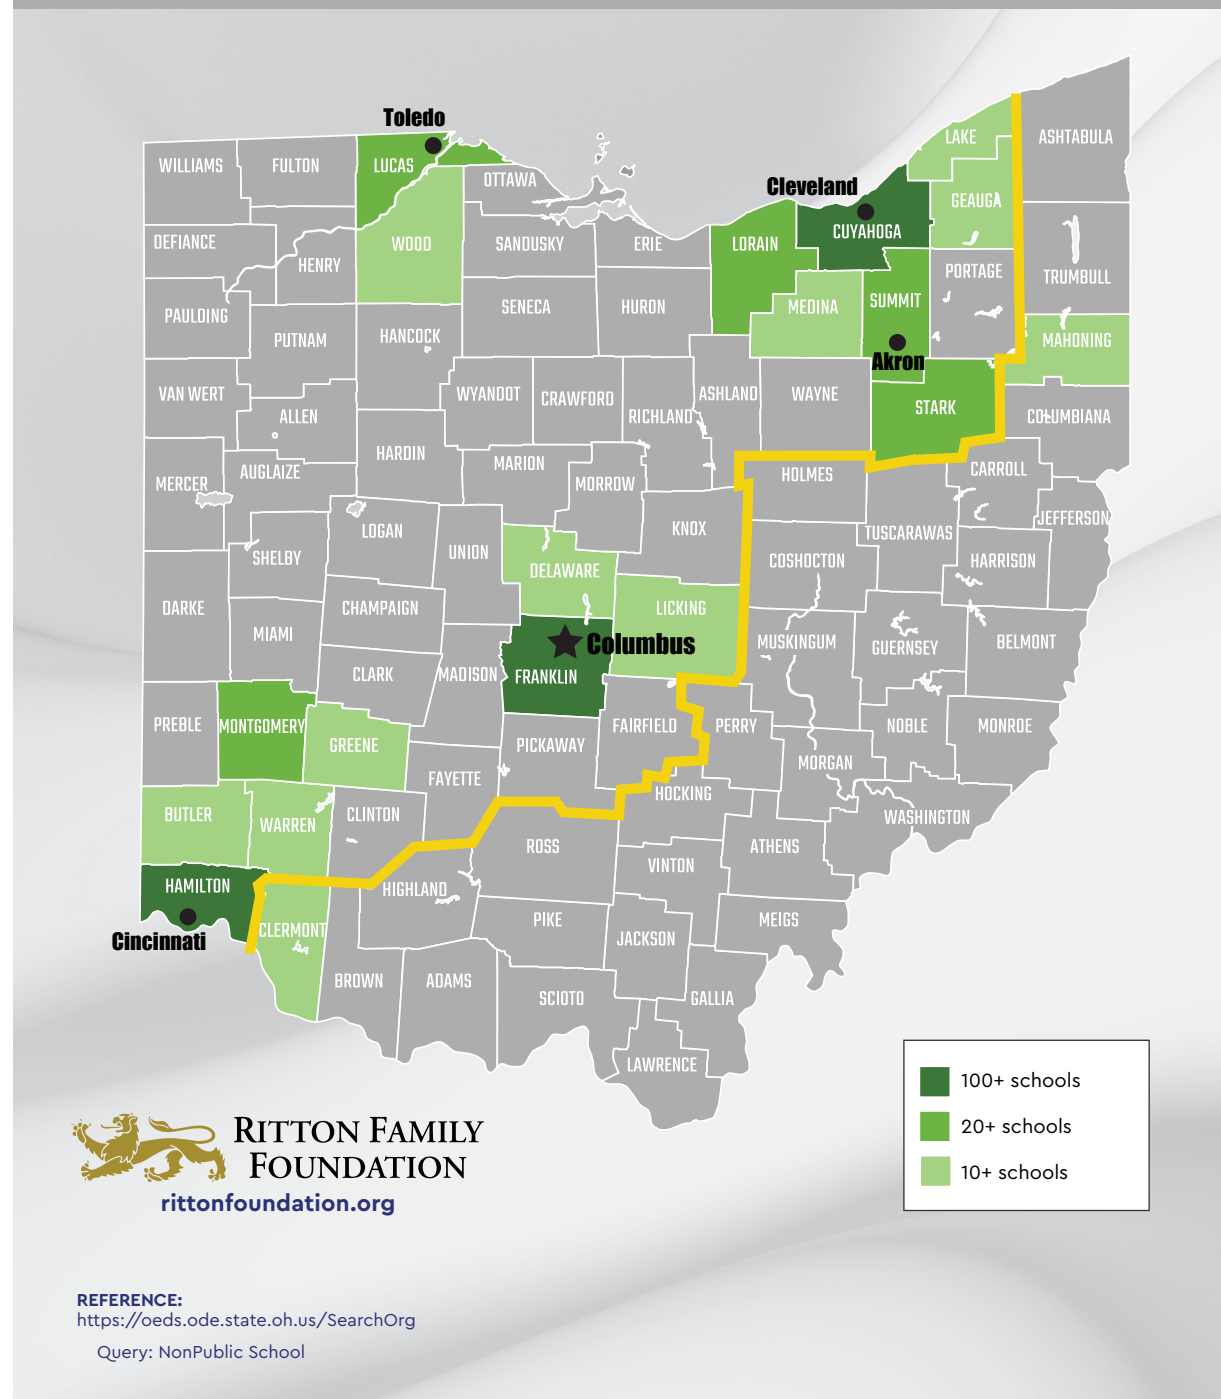 Toledo
WILLIAMS
FULTON
LUCAS
OTTAWA
LAKE
ASHTABULA
Cleveland
GEAUGA
DEFIANCE
HENRY
WOOD
SANDUSKY
ERIE
LORAIN
CUYAHOGA
PORTAGE
TRUMBULL
PAULDING
PUTNAM
HANCOCK
SENECA
HURON
MEDINA
SUMMIT
Akron
MAHONING
VAN WERT
ALLEN
WYANDOT
CRAWFORD
RICHLAND
ASHLAND
WAYNE
STARK
COLUMBIANA
MERCER
AUGLAIZE
HARDIN
MARION
MORROW
HOLMES
CARROLL
LOGAN
KNOX
TUSCARAWAS
JEFFERSON
SHELBY
UNION
DELAWARE
COSHOCTON
HARRISON
DARKE
MIAMI
CHAMPAIGN
LICKING
MUSKINGUM
GUERNSEY
BELMONT
Columbus
CLARK
MADISON
FRANKLIN
PREBLE
MONTGOMERY
GREENE
PICKAWAY
FAIRFIELD
PERRY
NOBLE
MONROE
FAYETTE
MORGAN
HOCKING
BUTLER
WARREN
CLINTON
WASHINGTON
ROSS
VINTON
ATHENS
HAMILTON
HIGHLAND
Cincinnati
CLERMONT
PIKE
JACKSON
MEIGS
BROWN
ADAMS
SCIOTO
GALLIA
LAWRENCE
100+ schools
20+ schools
10+ schools
RITTON FAMILY
FOUNDATION
rittonfoundation.org
REFERENCE:
https://oeds.ode.state.oh.us/SearchOrg
Query: NonPublic School